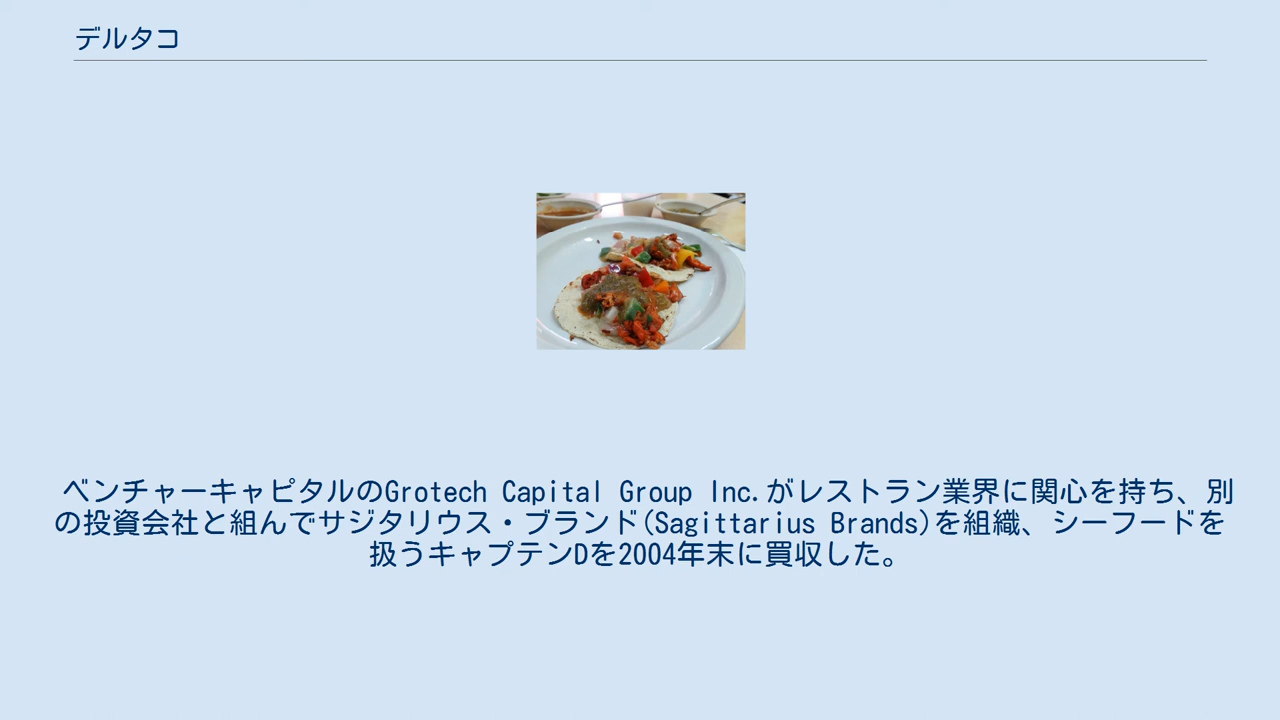 デルタコ
ベンチャーキャピタルのGrotech Capital Group Inc.がレストラン業界に関心を持ち、別
の投資会社と組んでサジタリウス・ブランド(Sagittarius Brands)を組織、シーフードを
扱うキャプテンDを2004年末に買収した。